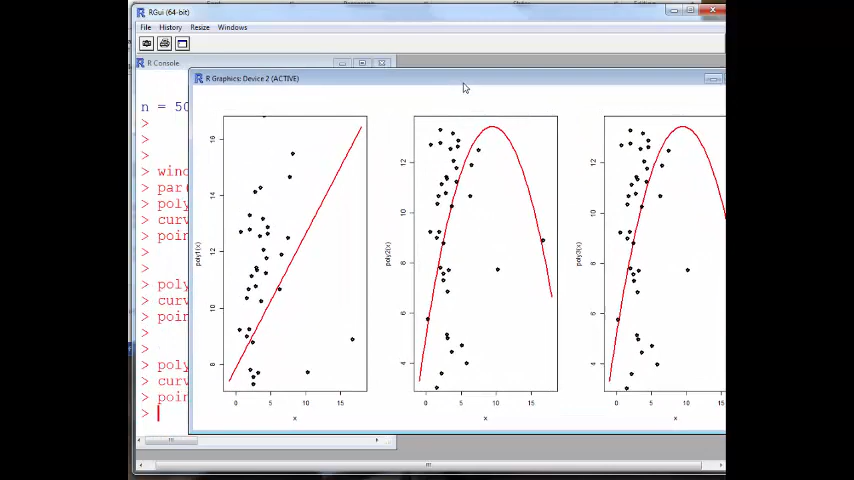 RGui (64-bit)
File History Resize Windows
R Console
R Graphics: Device 2 (ACTIVE)
n = 50
>
>
>
> wind
> par(
> poly
> curv
> poin
>
>
> poly
> curv
> poin
>
>
> poly
> curv
> poin
>
poly1(x)
16
14
12
10
8
0 5 10 15
x
poly2(x)
12
10
8
6
4
0 5 10 15
x
poly3(x)
12
10
8
6
4
0 5 10 15
x